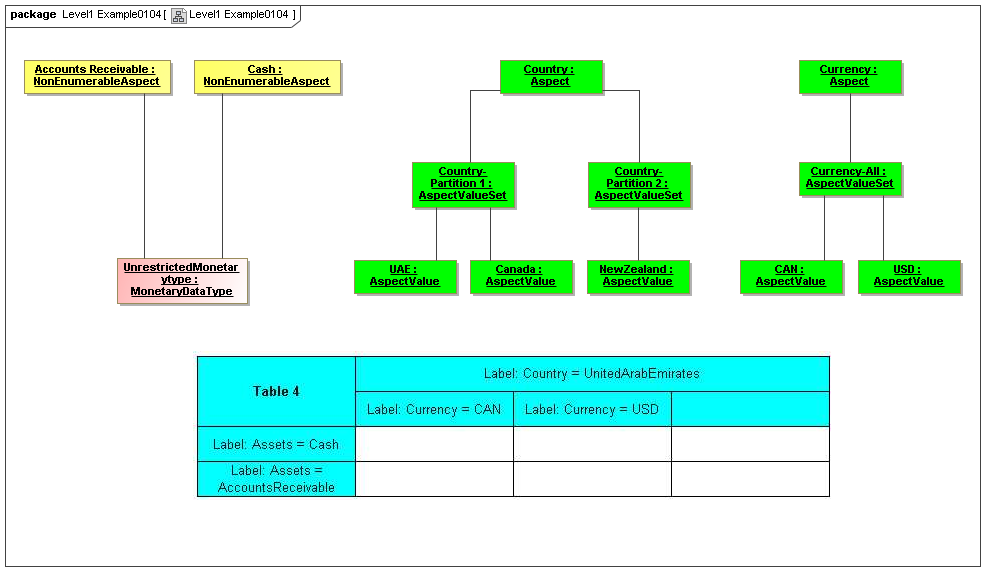 package Level1 Example0104[ Level1 Example0104 ]
Accounts Receivable :
NonEnumerableAspect
Cash :
NonEnumerableAspect
Country :
Aspect
Currency :
Aspect
Country-
Partition 1 :
AspectValueSet
Country-
Partition 2 :
AspectValueSet
Currency-All :
AspectValueSet
UnrestrictedMonetar
ytype :
MonetaryDataType
UAE :
AspectValue
Canada :
AspectValue
NewZealand :
AspectValue
CAN :
AspectValue
USD :
AspectValue
Table 4
Label: Country = UnitedArabEmirates
Label: Currency = CAN
Label: Currency = USD
Label: Assets = Cash
Label: Assets =
AccountsReceivable